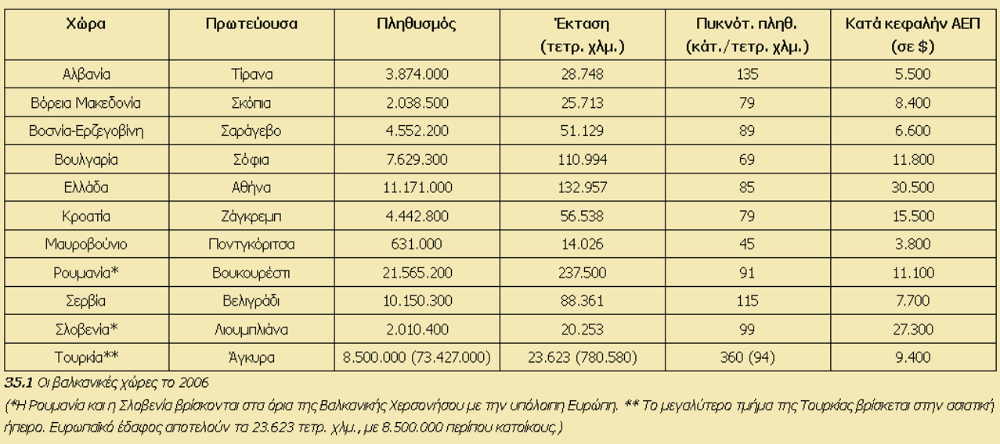 Χώρα Πρωτεύουσα Πληθυσμός Έκταση (τετρ. χλμ.) Πυκνότ. πληθ. (κάτ./τετρ. χλμ.) Κατά κεφαλήν ΑΕΠ (σε $)
Αλβανία Τίρανα 3.874.000 28.748 135 5.500
Βόρεια Μακεδονία Σκόπια 2.038.500 25.713 79 8.400
Βοσνία-Ερζεγοβίνη Σαράγεβο 4.552.200 51.129 89 6.600
Βουλγαρία Σόφια 7.629.300 110.994 69 11.800
Ελλάδα Αθήνα 11.171.000 132.957 85 30.500
Κροατία Ζάγκρεμπ 4.442.800 56.538 79 15.500
Μαυροβούνιο Ποντγκόριτσα 631.000 14.026 45 3.800
Ρουμανία* Βουκουρέστι 21.565.200 237.500 91 11.100
Σερβία Βελιγράδι 10.150.300 88.361 115 7.700
Σλοβενία* Λιουμπλιάνα 2.010.400 20.253 99 27.300
Τουρκία** Άγκυρα 8.500.000 (73.427.000) 23.623 (780.580) 360 (94) 9.400
35.1 Οι βαλκανικές χώρες το 2006
(*Η Ρουμανία και η Σλοβενία βρίσκονται στα όρια της Βαλκανικής Χερσονήσου με την υπόλοιπη Ευρώπη. ** Το μεγαλύτερο τμήμα της Τουρκίας βρίσκεται στην ασιατική
ήπειρο. Ευρωπαϊκό έδαφος αποτελούν τα 23.623 τετρ. χλμ., με 8.500.000 περίπου κατοίκους.)